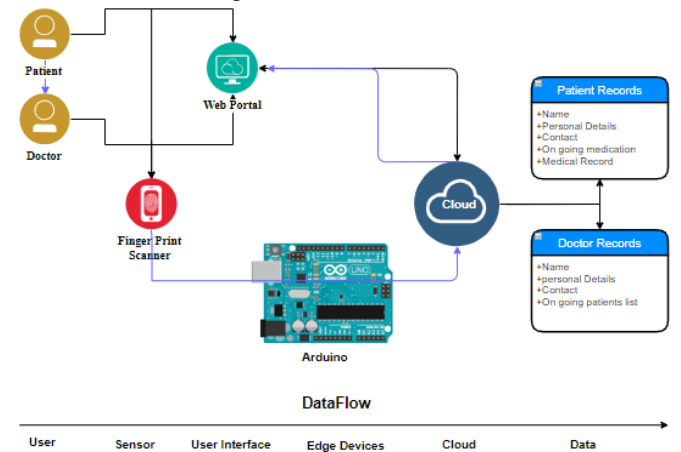 Patient
Doctor
Web Portal
Finger Print
Scanner
Cloud
UNO
Arduino
Patient Records
+Name
+Personal Details
+Contact
+On going medication
+Medical Record
Doctor Records
+Name
+personal Details
+Contact
+On going patients list
DataFlow
User
Sensor
User Interface
Edge Devices
Cloud
Data